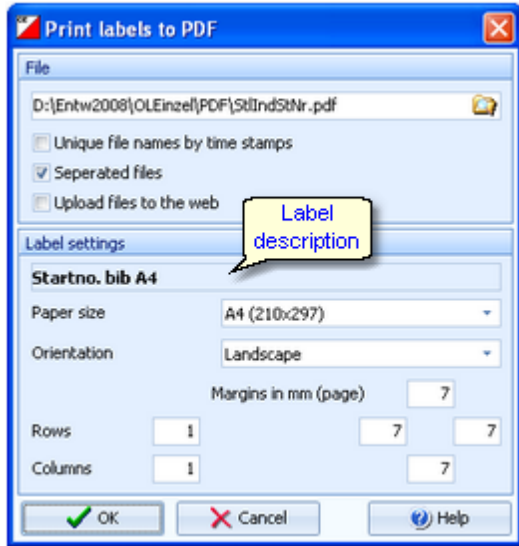 Print labels to PDF
File
D:\Entw2008\OLEinzel\PDF\StlIndStNr.pdf
Unique file names by time stamps
Seperated files
Upload files to the web
Label
description
Label settings
Startno. bib A4
Paper size A4 (210x297)
Orientation Landscape
Margins in mm (page) 7
Rows 1 7 7
Columns 1 7
OK Cancel Help